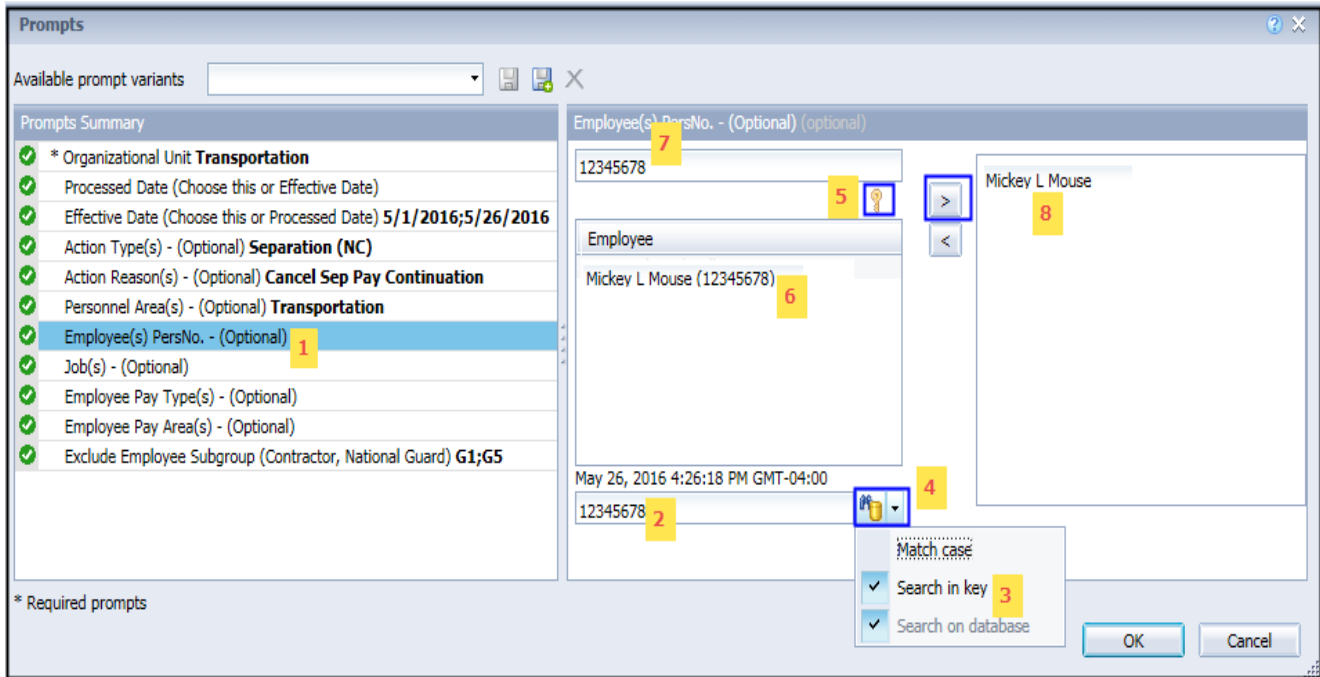 Prompts
Available prompt variants
Prompts Summary
* Organizational Unit Transportation
Processed Date (Choose this or Effective Date)
Effective Date (Choose this or Processed Date) 5/1/2016;5/26/2016
Action Type(s) - (Optional) Separation (NC)
Action Reason(s) - (Optional) Cancel Sep Pay Continuation
Personnel Area(s) - (Optional) Transportation
Employee(s) PersNo. - (Optional)
1
Job(s) - (Optional)
Employee Pay Type(s) - (Optional)
Employee Pay Area(s) - (Optional)
Exclude Employee Subgroup (Contractor, National Guard) G1;G5
* Required prompts
Employee(s) PersNo. - (Optional) (optional)
7
12345678
5
>
<
Employee
Mickey L Mouse (12345678)
6
May 26, 2016 4:26:18 PM GMT-04:00
12345678
2
4
Match case
Search in key
3
Search on database
Mickey L Mouse
8
OK
Cancel